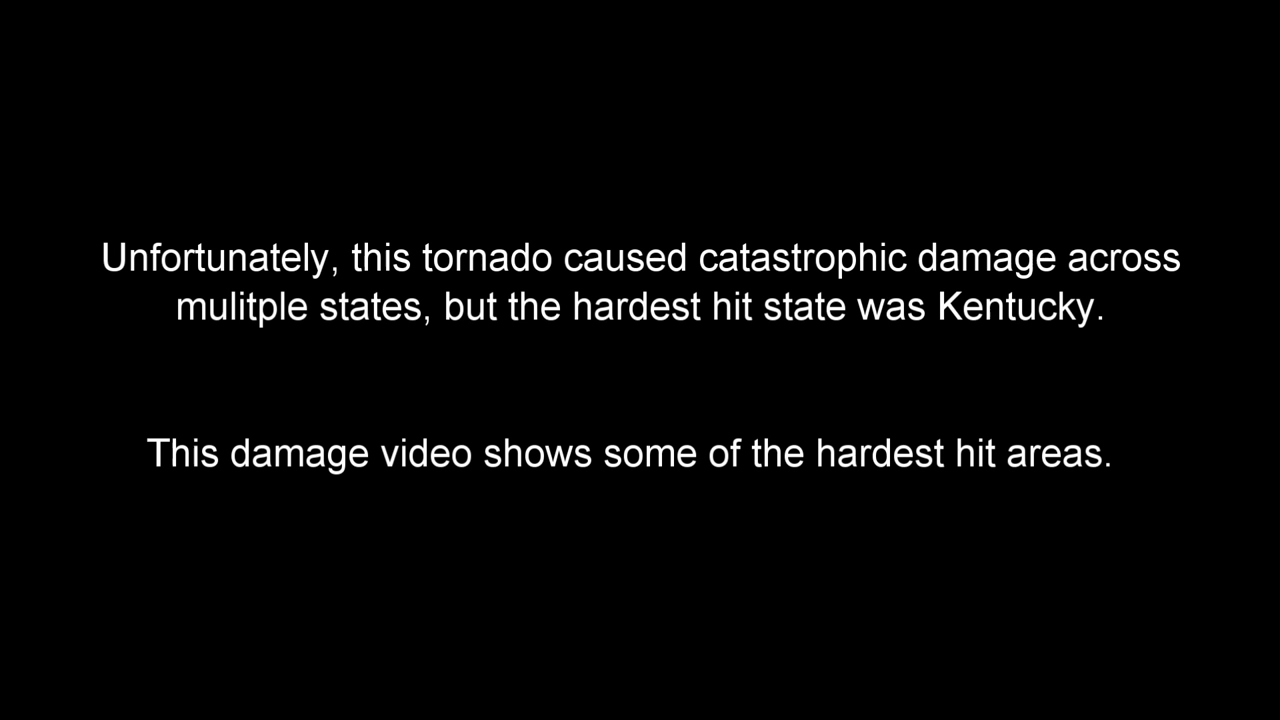 Unfortunately, this tornado caused catastrophic damage across
mulitple states, but the hardest hit state was Kentucky.
This damage video shows some of the hardest hit areas.